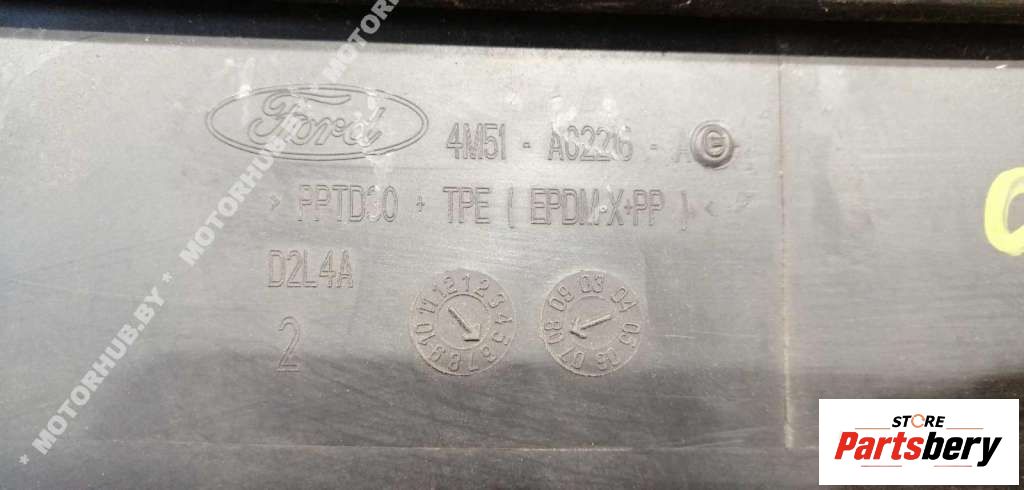 Ford
4M51 - A02216 - A G
> PPTD30 + TPE ( EPDM-X+PP ) <
D2L4A
2
12 1 2 3 4 5 6 7 8 9 10 11
03 04 05 06 07 08 09
* MOTORHUB.BY * MOTORHUB.BY *
STORE
Partsbery